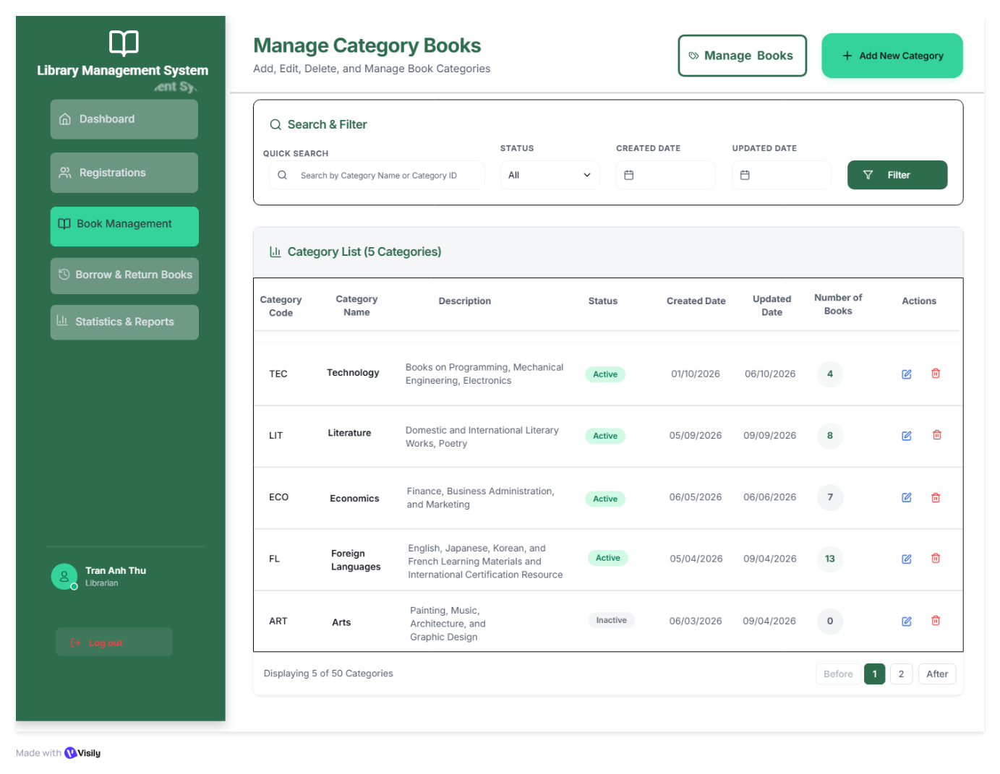 Library Management System
ent Sy
Dashboard
Registrations
Book Management
Borrow & Return Books
Statistics & Reports
Tran Anh Thu
Librarian
Log out
Manage Category Books
Add, Edit, Delete, and Manage Book Categories
Manage Books
Add New Category
Search & Filter
QUICK SEARCH
STATUS
CREATED DATE
UPDATED DATE
Search by Category Name or Category ID
All
Filter
Category List (5 Categories)
Category
Code
Category
Name
Description
Status
Created Date
Updated
Date
Number of
Books
Actions
TEC
Technology
Books on Programming, Mechanical
Engineering, Electronics
Active
01/10/2026
06/10/2026
4
LIT
Literature
Domestic and International Literary
Works, Poetry
Active
05/09/2026
09/09/2026
8
ECO
Economics
Finance, Business Administration,
and Marketing
Active
06/05/2026
06/06/2026
7
FL
Foreign
Languages
English, Japanese, Korean, and
French Learning Materials and
International Certification Resource
Active
05/04/2026
09/04/2026
13
ART
Arts
Painting, Music,
Architecture, and
Graphic Design
Inactive
06/03/2026
09/04/2026
0
Displaying 5 of 50 Categories
Before
1
2
After
Made with Visily